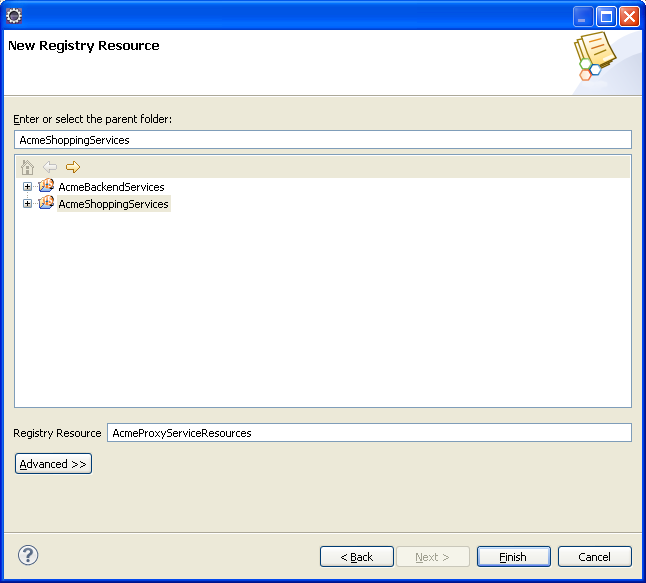 New Registry Resource
Enter or select the parent folder:
AcmeShoppingServices
AcmeBackendServices
AcmeShoppingServices
Registry Resource AcmeProxyServiceResources
Advanced >>
? < Back Next > Finish Cancel